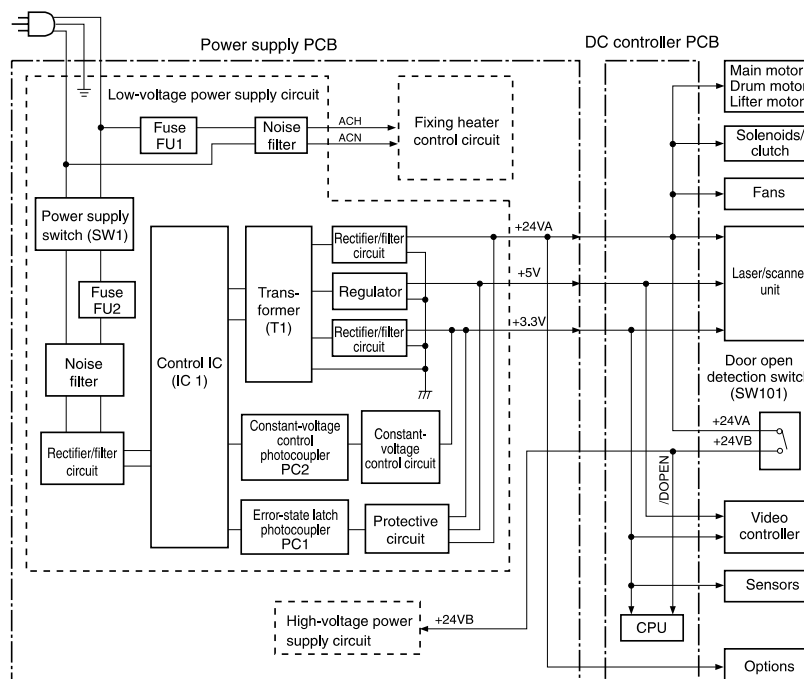 Power supply PCB
DC controller PCB
Low-voltage power supply circuit
Fuse
FU1
Noise
filter
ACH
ACN
Fixing heater
control circuit
Main motor
Drum motor
Lifter motor
Solenoids/
clutch
Fans
Power supply
switch (SW1)
Fuse
FU2
Noise
filter
Rectifier/filter
circuit
Control IC
(IC 1)
Trans-
former
(T1)
Rectifier/filter
circuit
Regulator
Rectifier/filter
circuit
+24VA
+5V
+3.3V
Laser/scanne
unit
Door open
detection switch
(SW101)
+24VA
+24VB
/DOPEN
Constant-voltage
control
photocoupler
PC2
Constant-
voltage
control circuit
Error-state latch
photocoupler
PC1
Protective
circuit
Video
controller
Sensors
High-voltage power
supply circuit
+24VB
CPU
Options